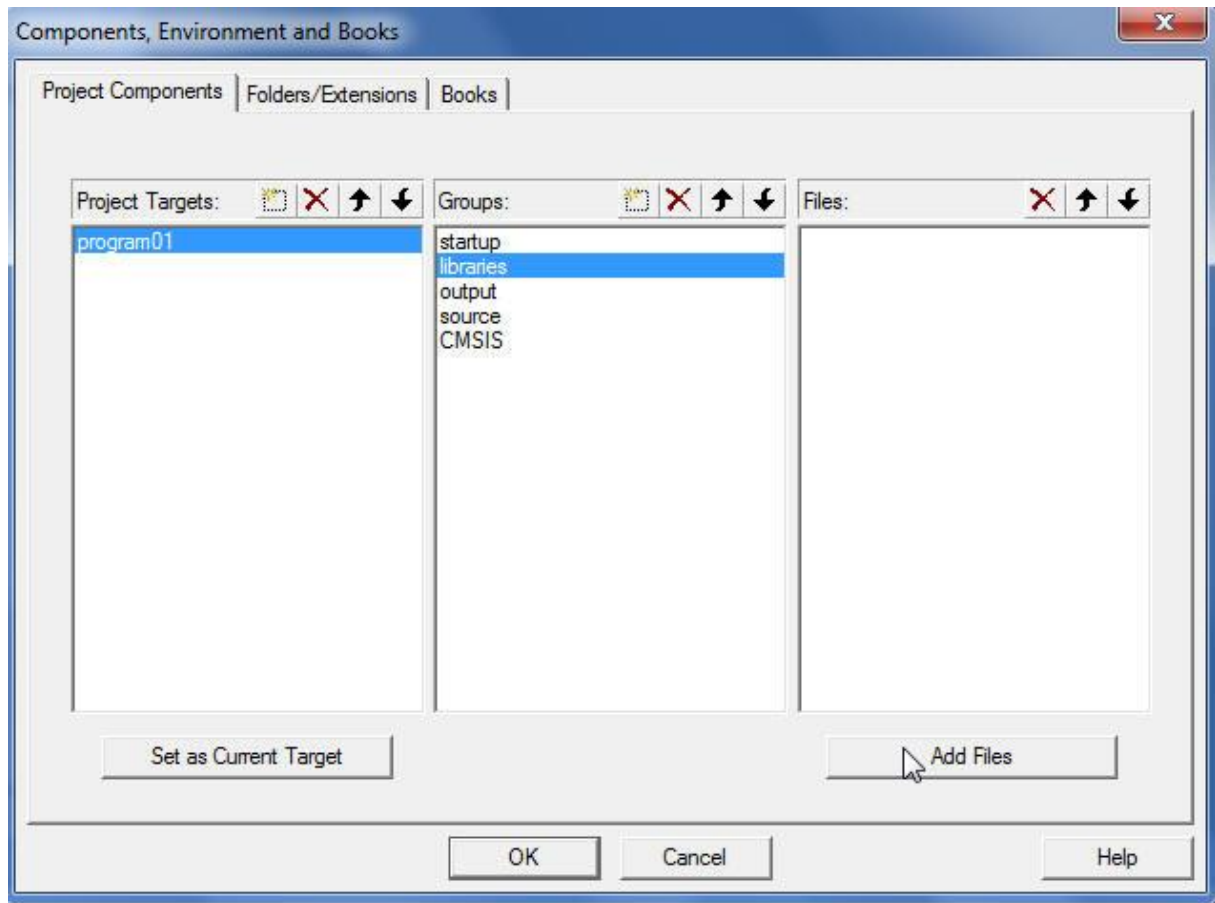 Components, Environment and Books
Project Components Folders/Extensions Books
Project Targets: Groups: Files:
program01 startup
libraries
output
source
CMSIS
Set as Current Target Add Files
OK Cancel Help